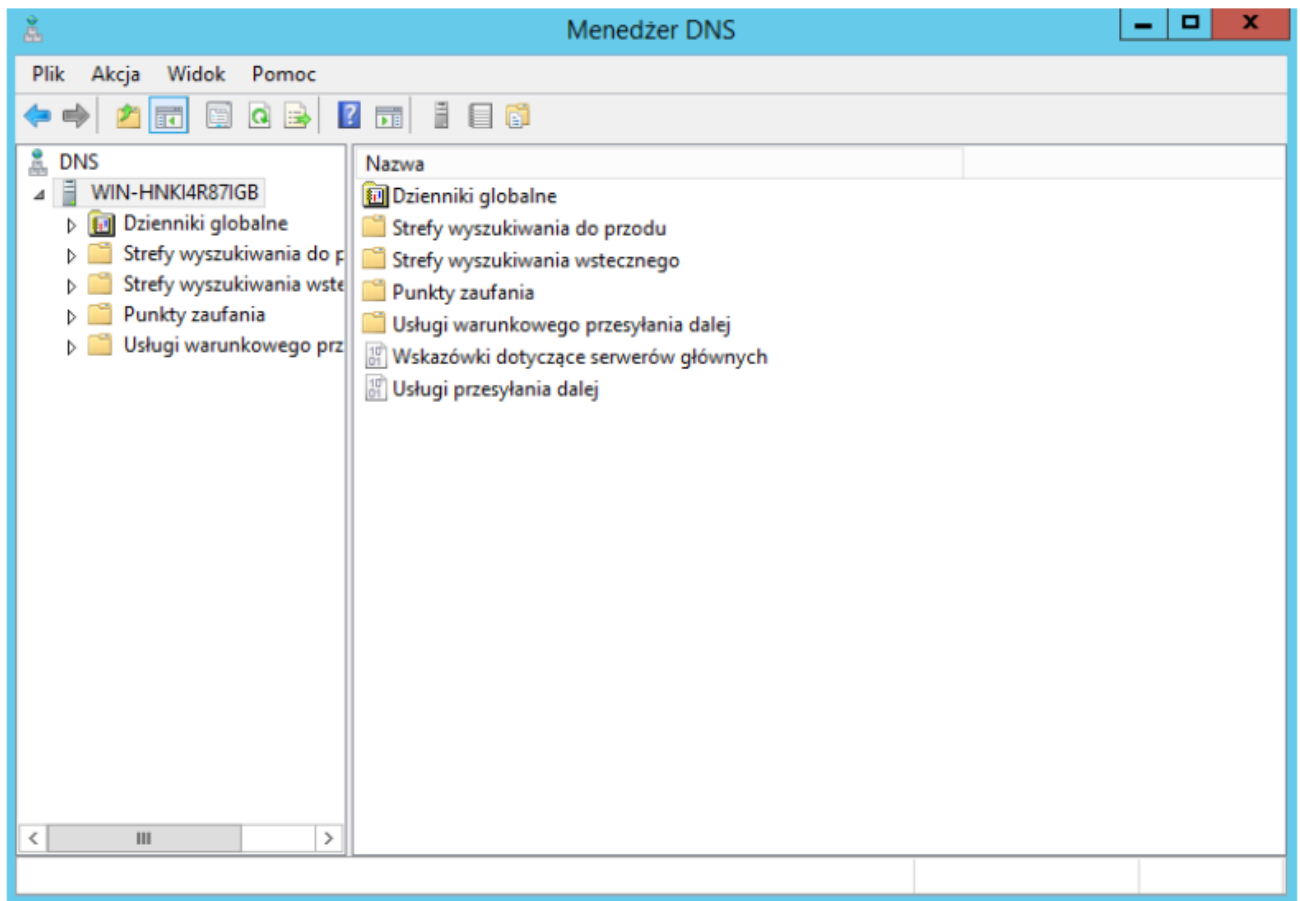 Menedżer DNS
Plik Akcja Widok Pomoc
DNS
WIN-HNKI4R87IGB
Dzienniki globalne
Strefy wyszukiwania do p
Strefy wyszukiwania wste
Punkty zaufania
Usługi warunkowego prz
Nazwa
Dzienniki globalne
Strefy wyszukiwania do przodu
Strefy wyszukiwania wstecznego
Punkty zaufania
Usługi warunkowego przesyłania dalej
Wskazówki dotyczące serwerów głównych
Usługi przesyłania dalej